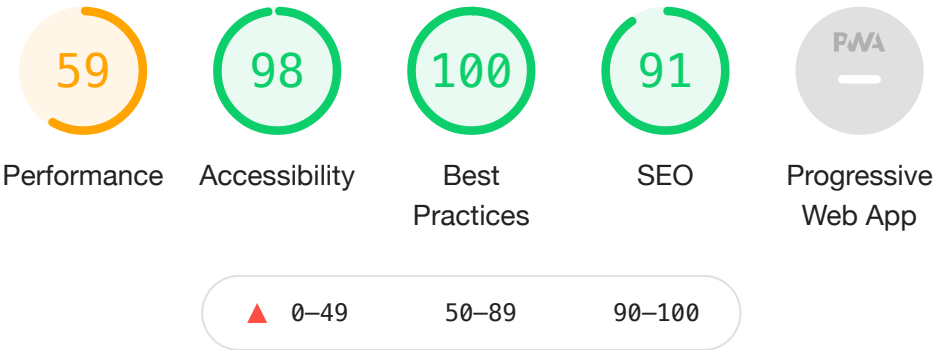 59 98 100 91 PWA
Performance Accessibility Best Practices SEO Progressive Web App
0–49 50–89 90–100